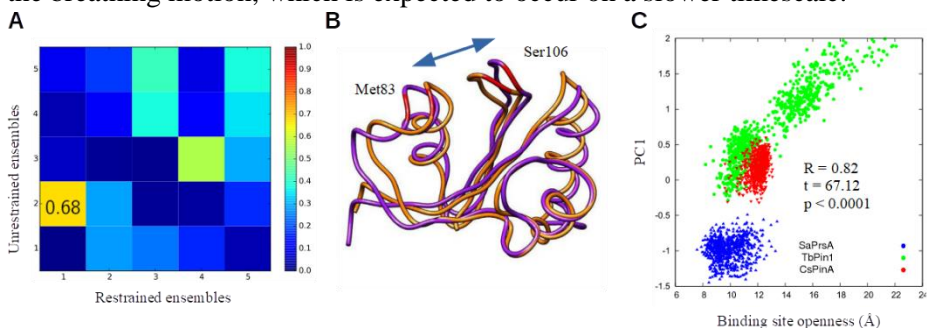 the breathing motion, which is expected to occur on a slower timescale.
A
B
C
Unrestrained ensembles
5
4
3
2
1
0.68
1 2 3 4 5
Restrained ensembles
1.0
0.9
0.8
0.7
0.6
0.5
0.4
0.3
0.2
0.1
0.0
Met83
Ser106
PC1
2
1.5
1
0.5
0
-0.5
-1
-1.5
R = 0.82
t = 67.12
p < 0.0001
SaPrsA
TbPin1
CsPinA
6 8 10 12 14 16 18 20 22 24
Binding site openness (Å)